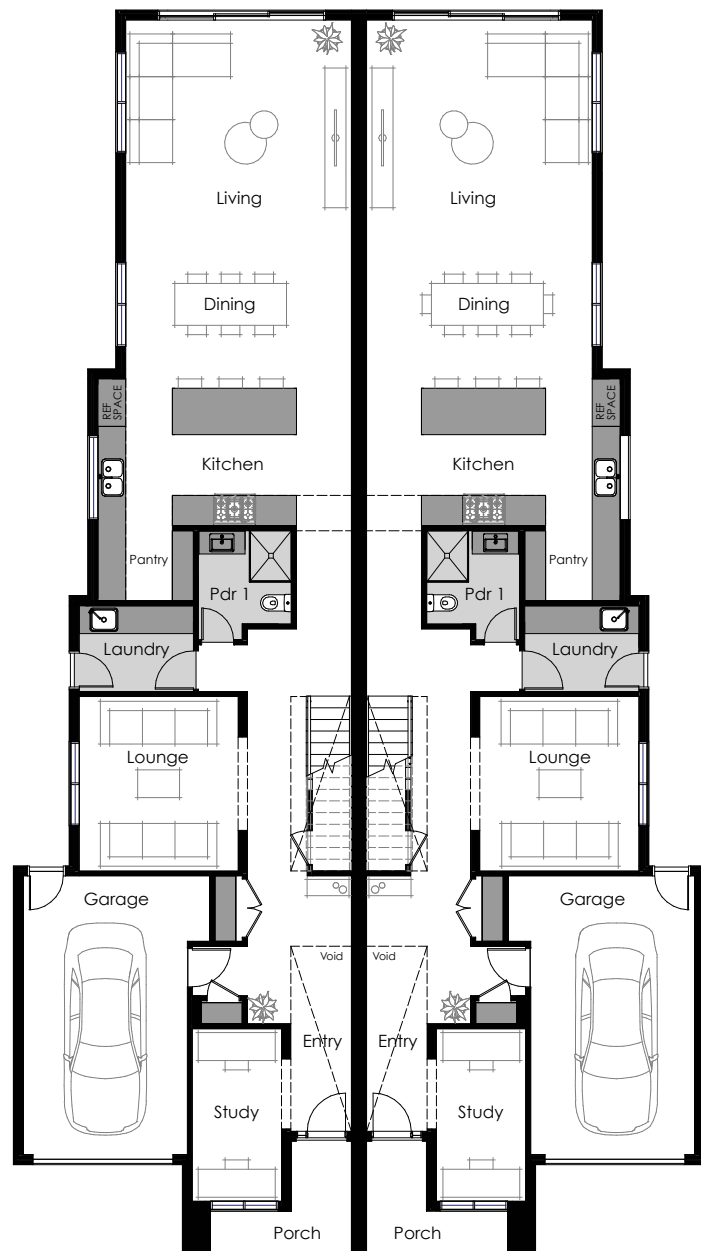 Living
Living
Dining
Dining
REF
SPACE
REF
SPACE
Kitchen
Kitchen
Pantry
Pantry
Pdr 1
Pdr 1
Laundry
Laundry
Lounge
Lounge
Garage
Garage
Void
Void
Entry
Entry
Study
Study
Porch
Porch